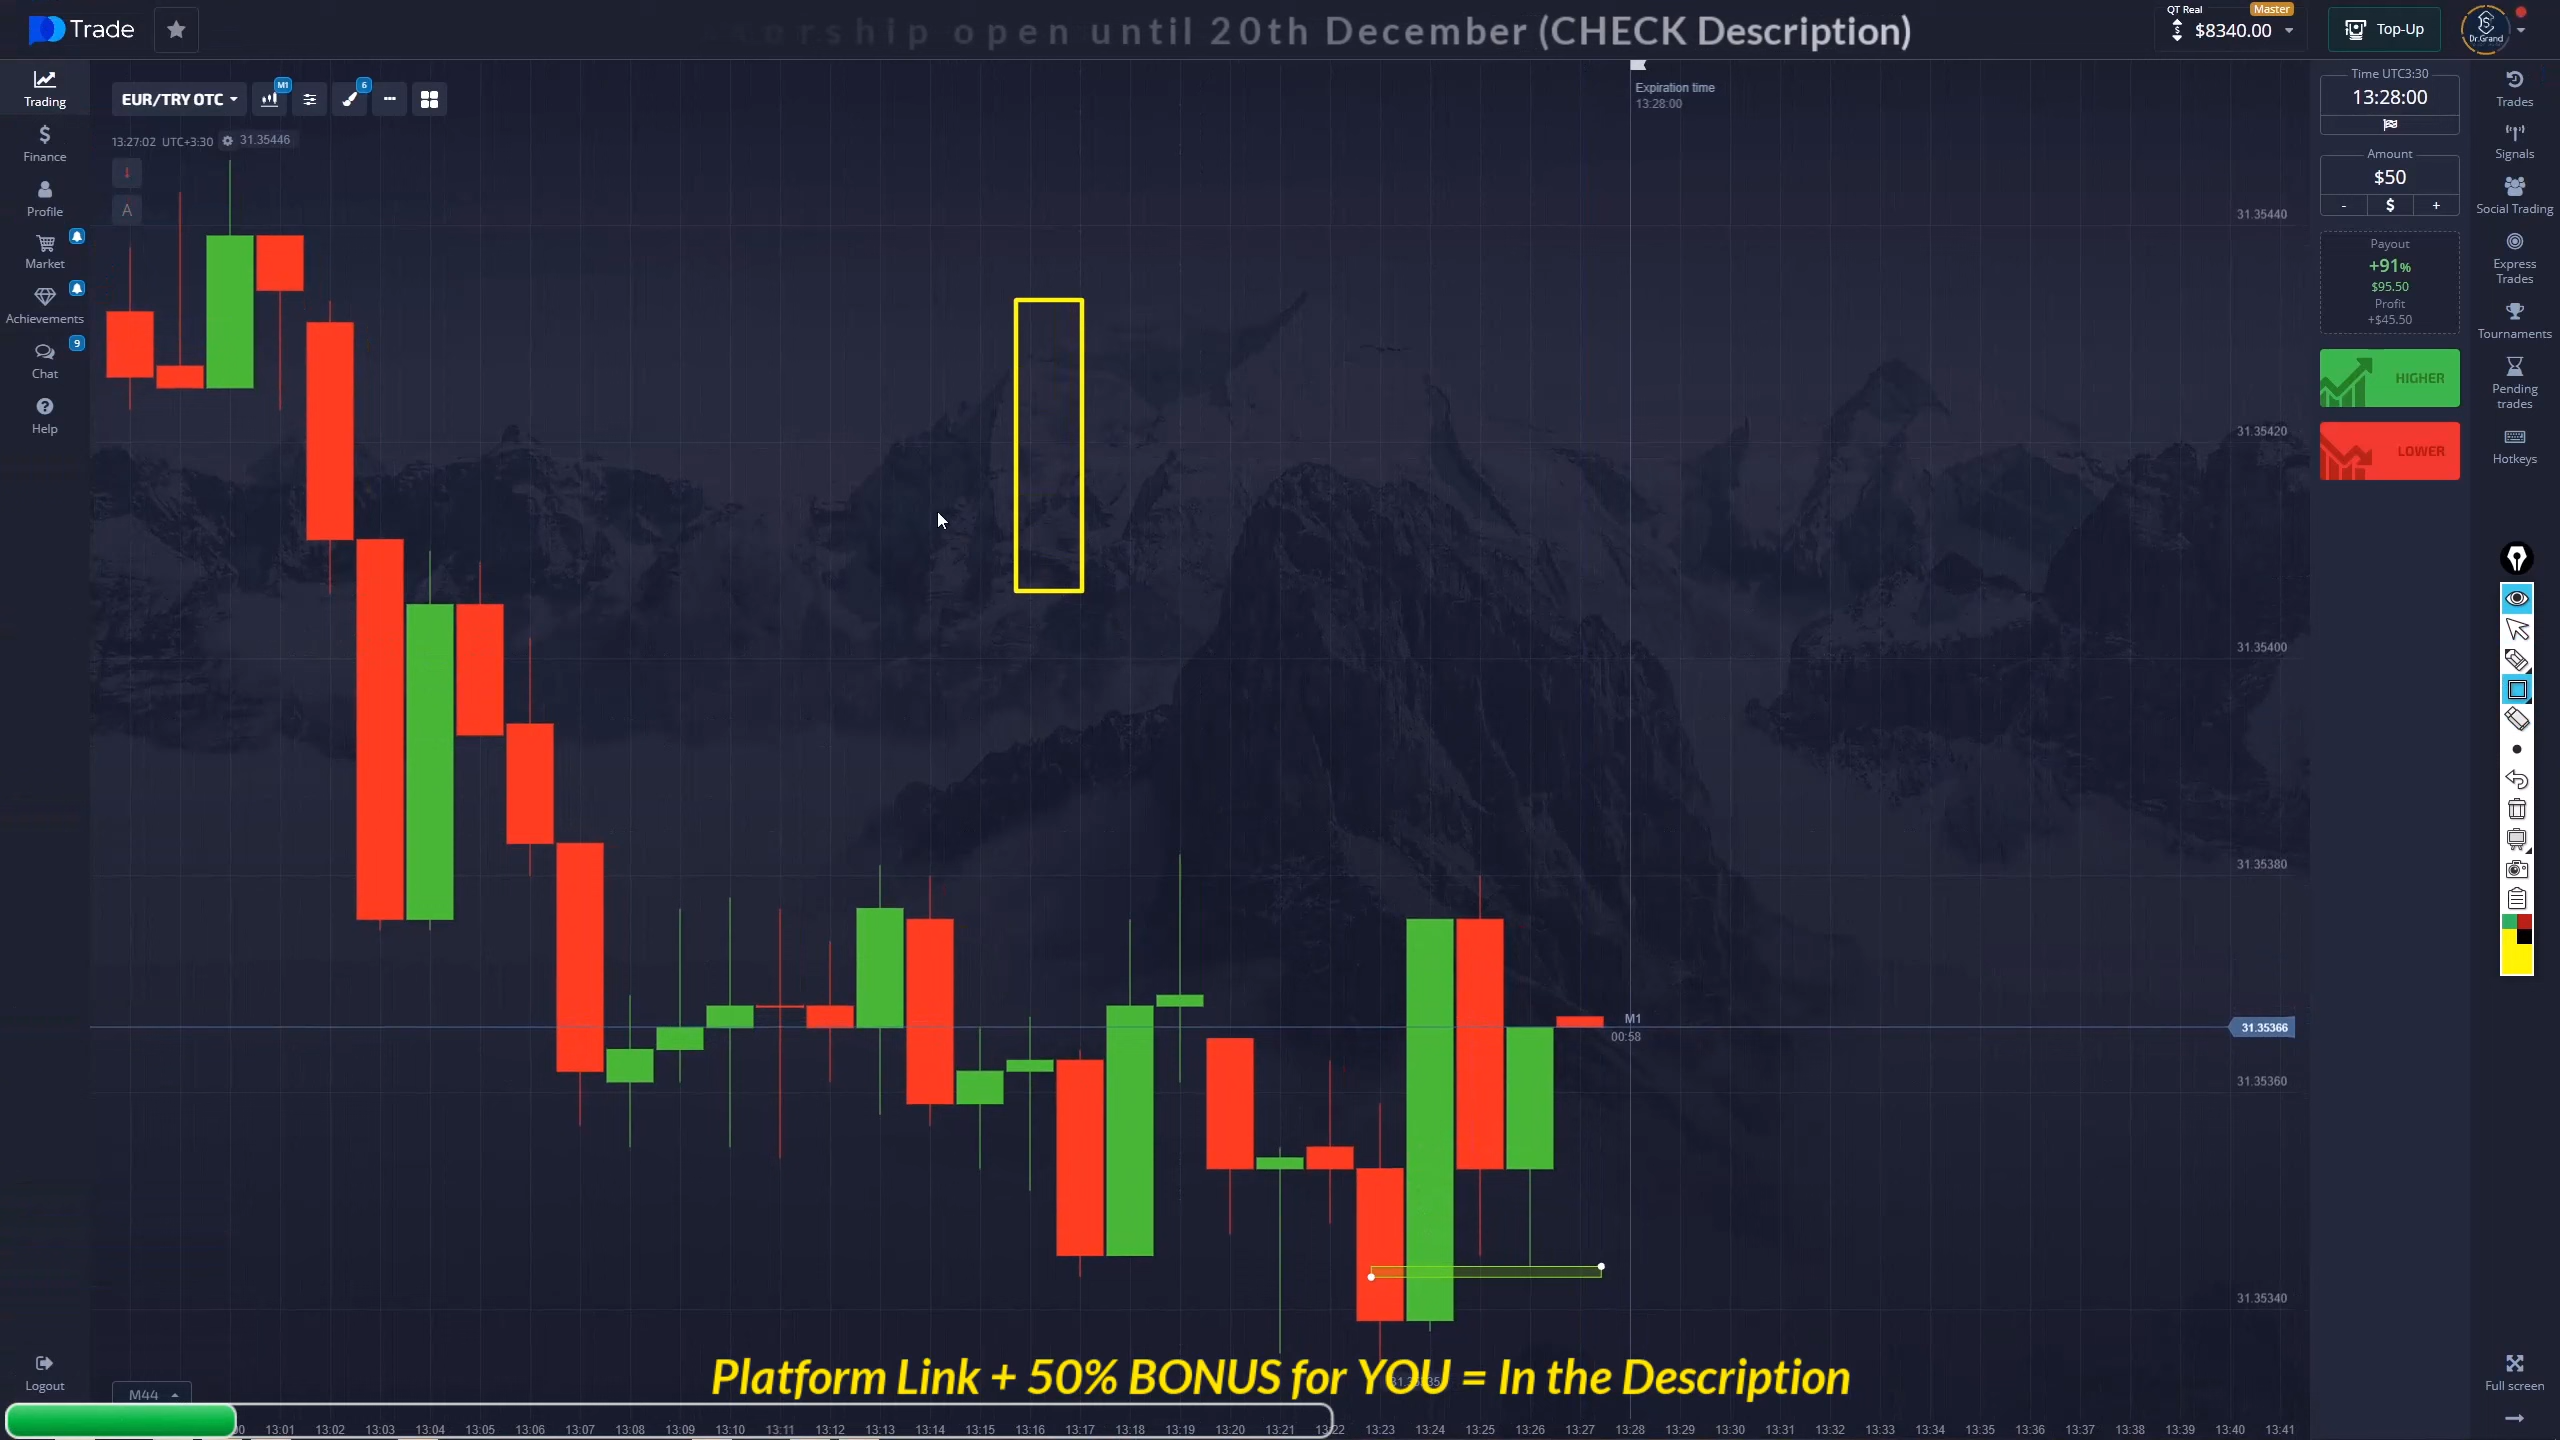 Trade
orship open until 20th December (CHECK Description)
QT Real
Master
$8340.00
Top-Up
Dr.Grand
Trading
Finance
Profile
Market
Achievements
9
Chat
Help
Logout
EUR/TRY OTC
M1
6
13:27:02 UTC+3:30
31.35446
A
Expiration time
13:28:00
31.35440
31.35420
31.35400
31.35380
31.35366
31.35360
31.35340
M1
00:58
Time UTC3:30
13:28:00
Amount
$50
- $ +
Payout
+91%
$95.50
Profit
+$45.50
HIGHER
LOWER
Trades
Signals
Social Trading
Express
Trades
Tournaments
Pending
trades
Hotkeys
Full screen
Platform Link + 50% BONUS for YOU = In the Description
M44
13:01 13:02 13:03 13:04 13:05 13:06 13:07 13:08 13:09 13:10 13:11 13:12 13:13 13:14 13:15 13:16 13:17 13:18 13:19 13:20 13:21 13:22 13:23 13:24 13:25 13:26 13:27 13:28 13:29 13:30 13:31 13:32 13:33 13:34 13:35 13:36 13:37 13:38 13:39 13:40 13:41